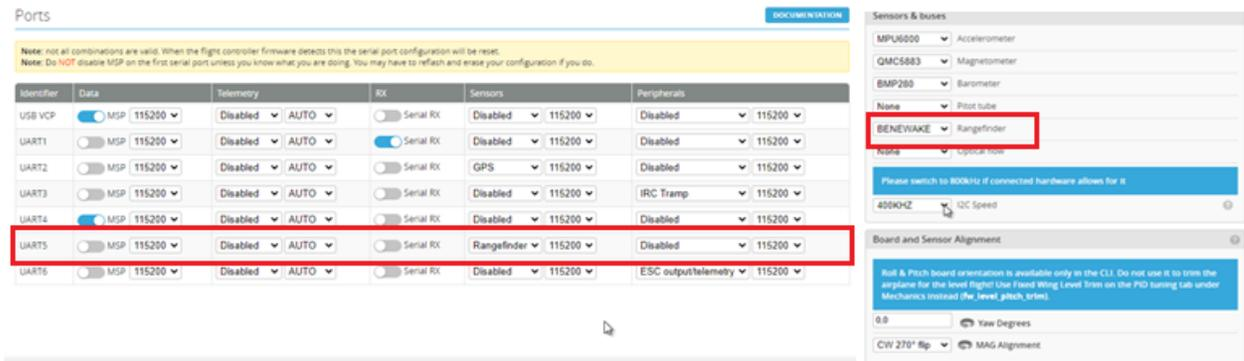 Ports
DOCUMENTATION
Note: not all combinations are valid. When the flight controller firmware detects this the serial port configuration will be reset.
Note: Do NOT disable MSP on the first serial port unless you know what you are doing. You may have to reflash and erase your configuration if you do.
Identifier Data Telemetry RX Sensors Peripherals
USB VCP MSP 115200 Disabled AUTO Serial RX Disabled 115200 Disabled 115200
UART1 MSP 115200 Disabled AUTO Serial RX Disabled 115200 Disabled 115200
UART2 MSP 115200 Disabled AUTO Serial RX GPS 115200 Disabled 115200
UART3 MSP 115200 Disabled AUTO Serial RX Disabled 115200 IRC Tramp 115200
UART4 MSP 115200 Disabled AUTO Serial RX Disabled 115200 Disabled 115200
UART5 MSP 115200 Disabled AUTO Serial RX Rangefinder 115200 Disabled 115200
UART6 MSP 115200 Disabled AUTO Serial RX Disabled 115200 ESC output/telemetry 115200
Sensors & buses
MPU6000 Accelerometer
QMC5883 Magnetometer
BMP280 Barometer
None Pitot tube
BENEWAKE Rangefinder
None Optical flow
Please switch to 800kHz if connected hardware allows for it
400KHZ I2C Speed
Board and Sensor Alignment
Roll & Pitch board orientation is available only in the CLI. Do not use it to trim the
airplane for the level flight! Use Fixed Wing Level Trim on the PID tuning tab under
Mechanics instead (fw_level_pitch_trim).
0.0 Yaw Degrees
CW 270° flip MAG Alignment